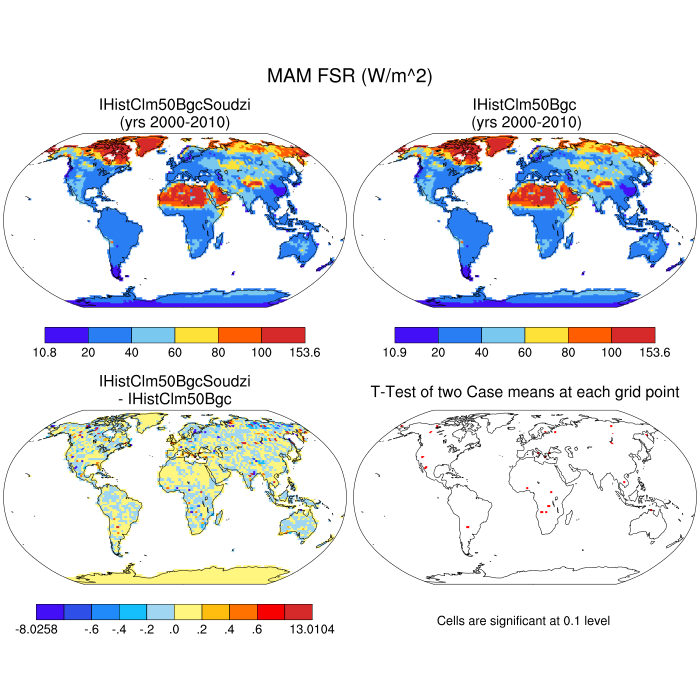 MAM FSR (W/m^2)
IHistClm50BgcSoudzi
(yrs 2000-2010)
IHistClm50Bgc
(yrs 2000-2010)
10.8 20 40 60 80 100 153.6
10.9 20 40 60 80 100 153.6
IHistClm50BgcSoudzi
- IHistClm50Bgc
T-Test of two Case means at each grid point
-8.0258 -.6 -.4 -.2 .0 .2 .4 .6 13.0104
Cells are significant at 0.1 level